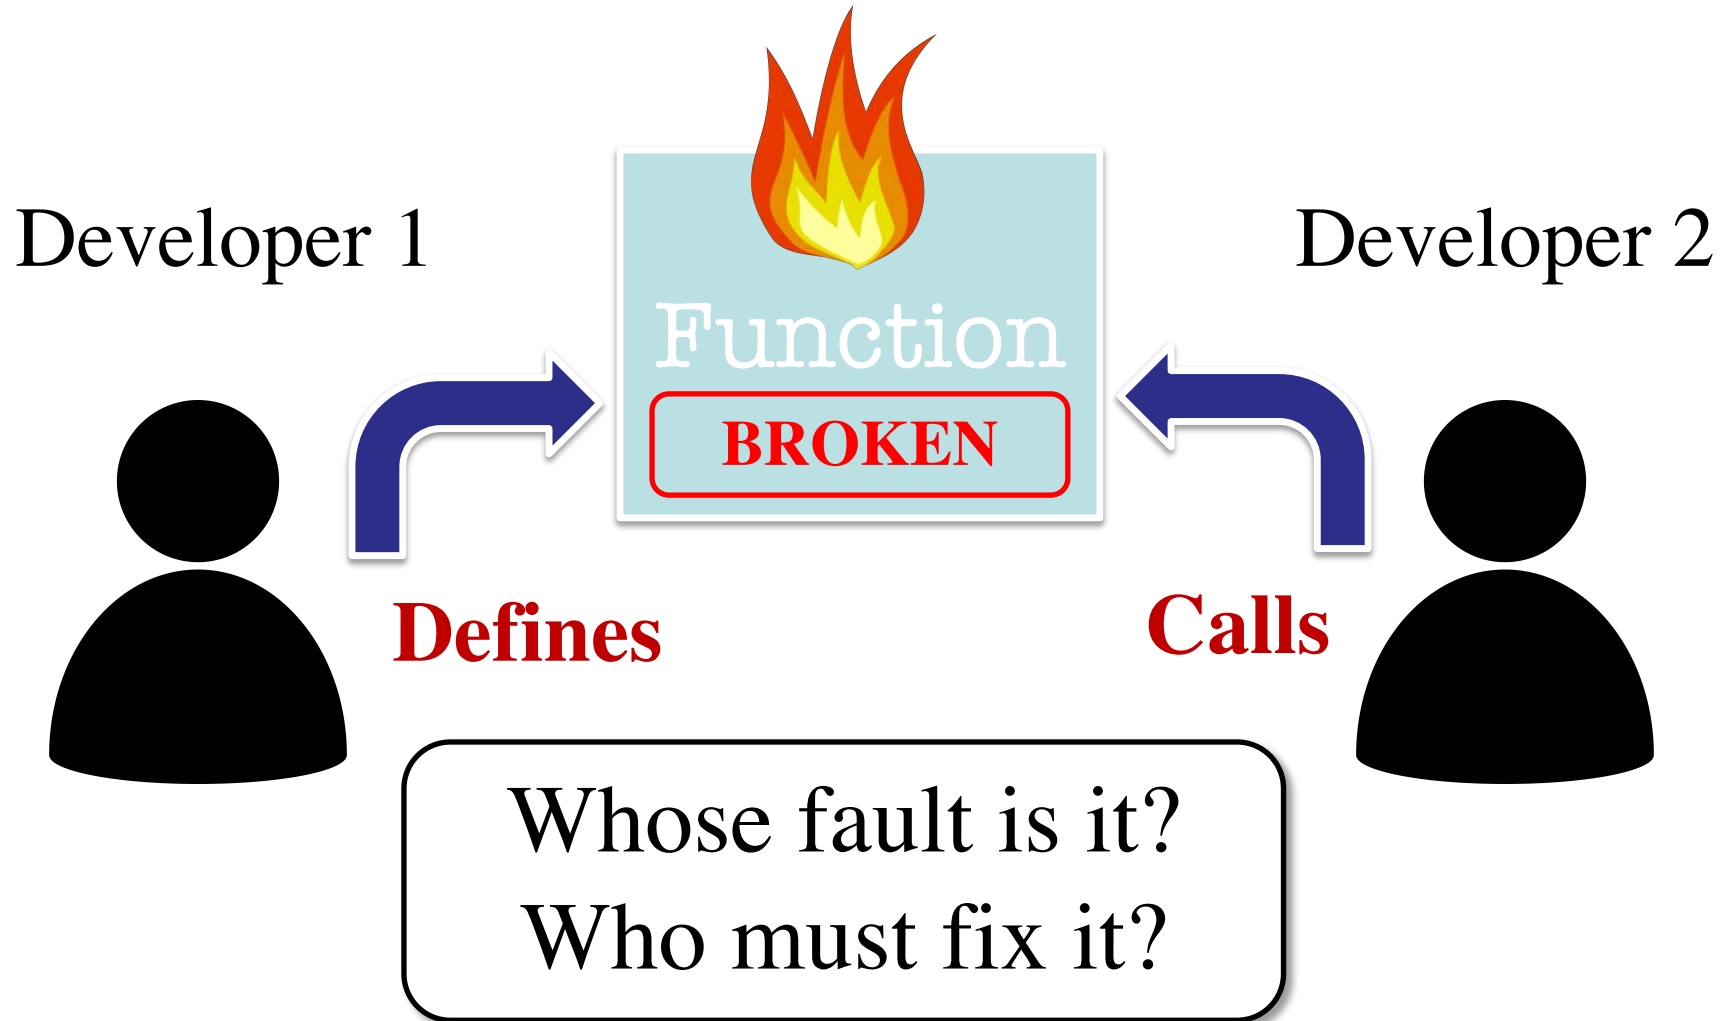 Developer 1
Developer 2
Function
BROKEN
Defines
Calls
Whose fault is it?
Who must fix it?